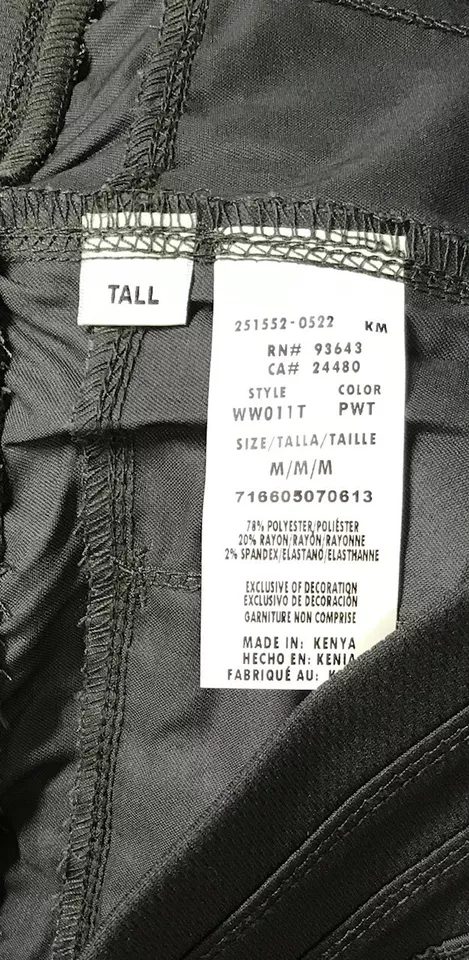 TALL
251552-0522 KM
RN# 93643
CA# 24480
STYLE COLOR
WW011T PWT
SIZE/TALLA/TAILLE
M/M/M
716605070613
78% POLYESTER/POLIÉSTER
20% RAYON/RAYÓN/RAYONNE
2% SPANDEX/ELASTANO/ELASTHANNE
EXCLUSIVE OF DECORATION
EXCLUSIVO DE DECORACIÓN
GARNITURE NON COMPRISE
MADE IN: KENYA
HECHO EN: KENIA
FABRIQUÉ AU: